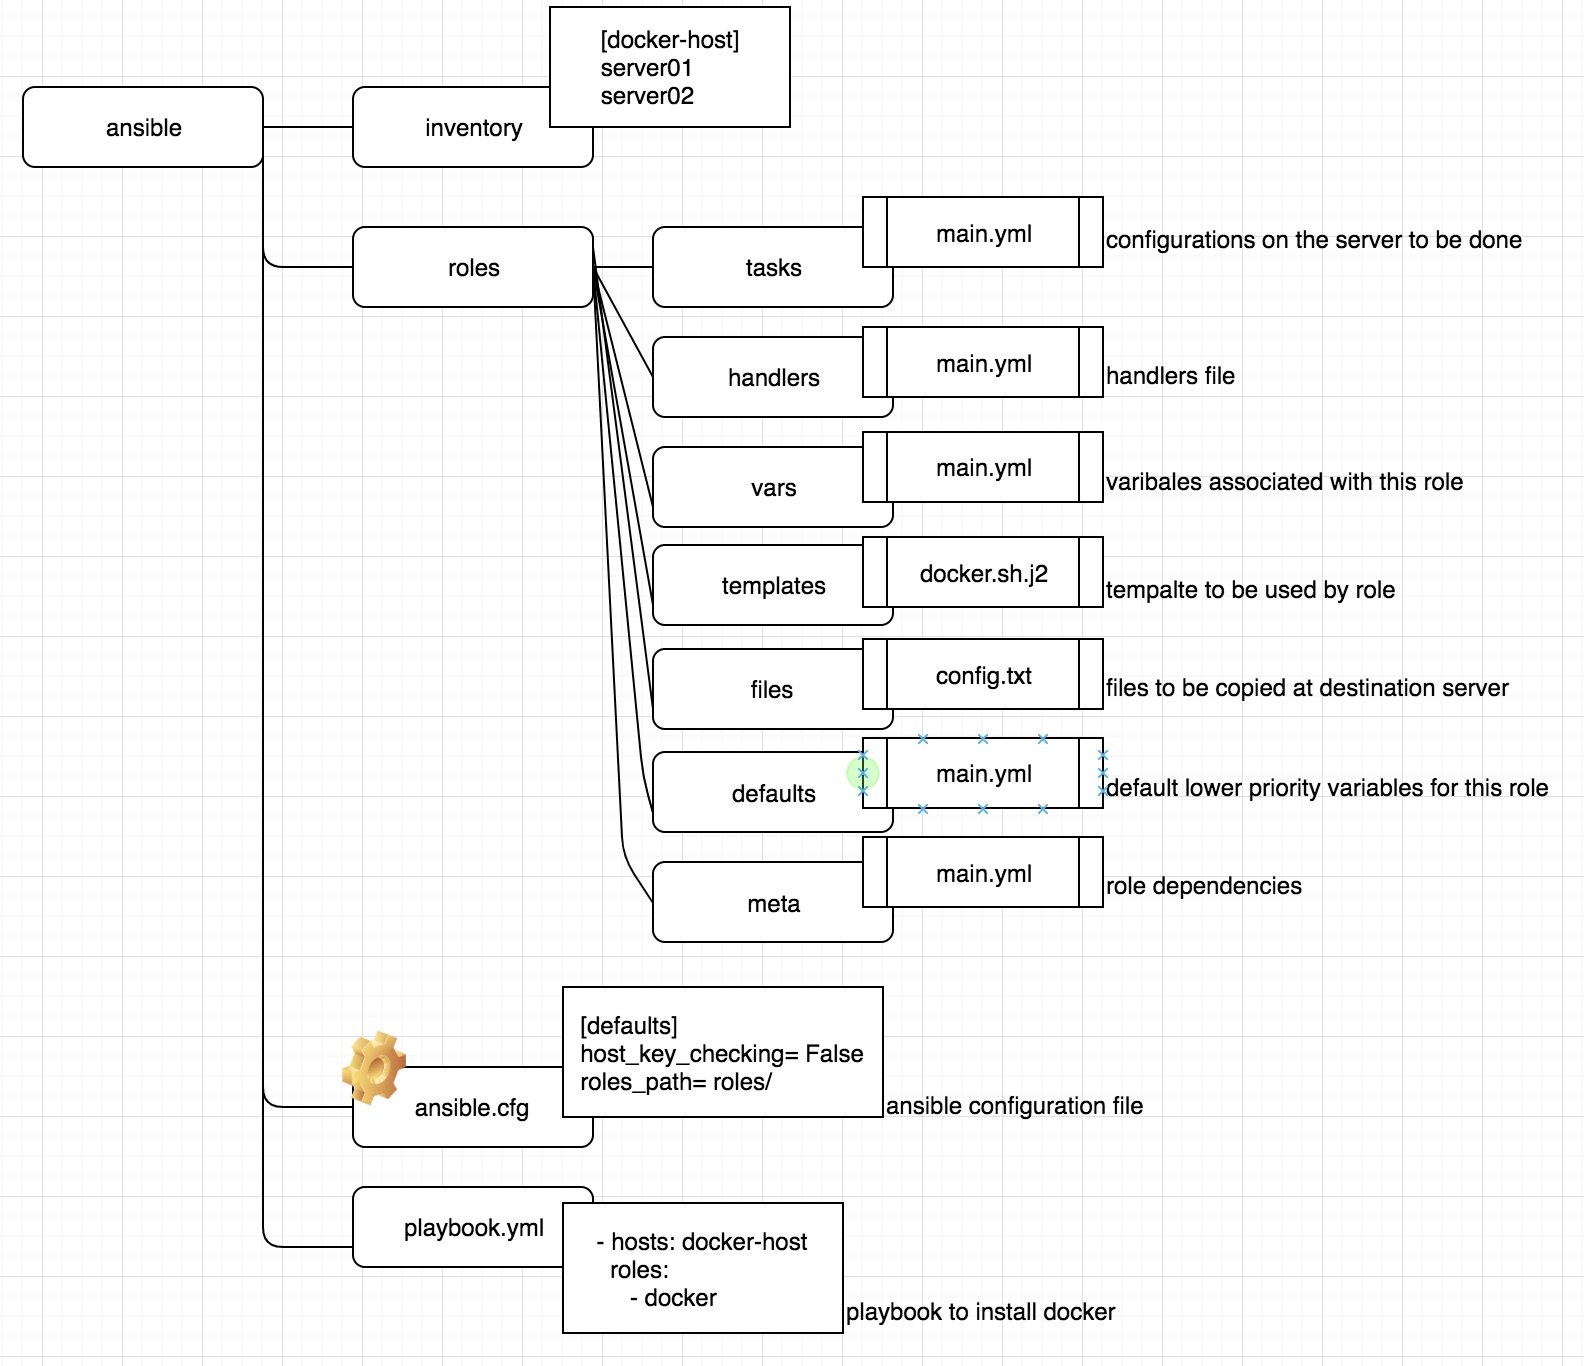 [docker-host]
server01
server02
ansible
inventory
roles
tasks
main.yml
configurations on the server to be done
handlers
main.yml
handlers file
vars
main.yml
varibales associated with this role
templates
docker.sh.j2
tempalte to be used by role
files
config.txt
files to be copied at destination server
defaults
main.yml
default lower priority variables for this role
meta
main.yml
role dependencies
[defaults]
host_key_checking= False
roles_path= roles/
ansible.cfg
ansible configuration file
playbook.yml
- hosts: docker-host
roles:
- docker
playbook to install docker